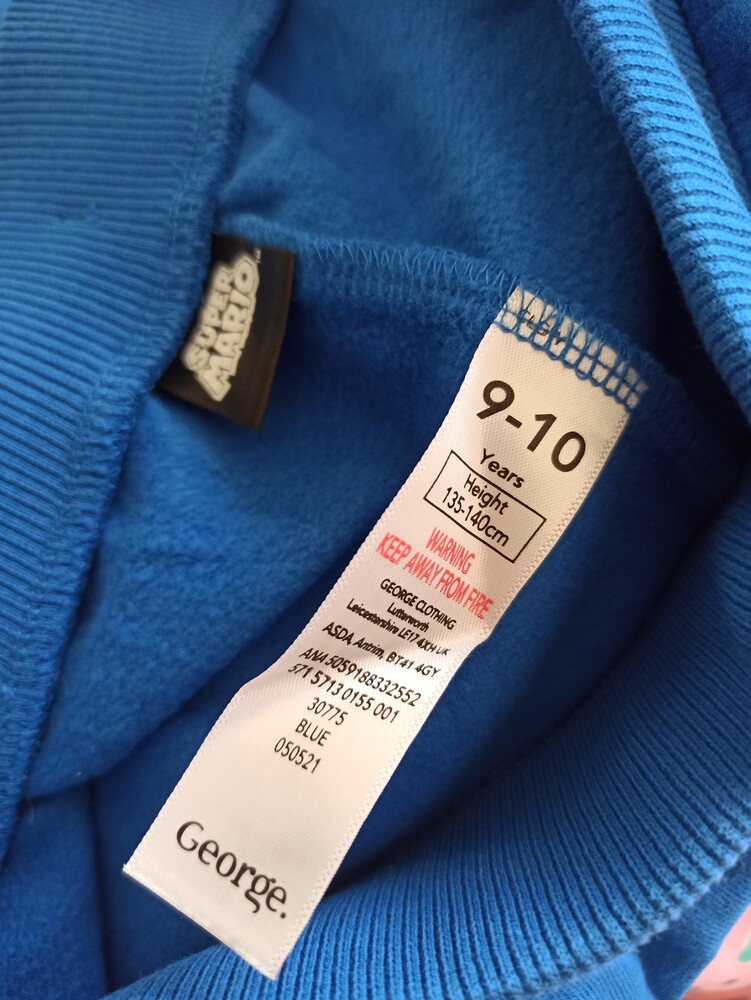 SUPER
MARIO
™
9-10
Years
Height
135-140cm
WARNING
KEEP AWAY FROM FIRE
GEORGE CLOTHING
Lutterworth
Leicestershire LE17 4XH UK
ASDA, Antrim, BT41 4GY
ANA 5059188332552
571 5713 0155 001
30775
BLUE
050521
George.